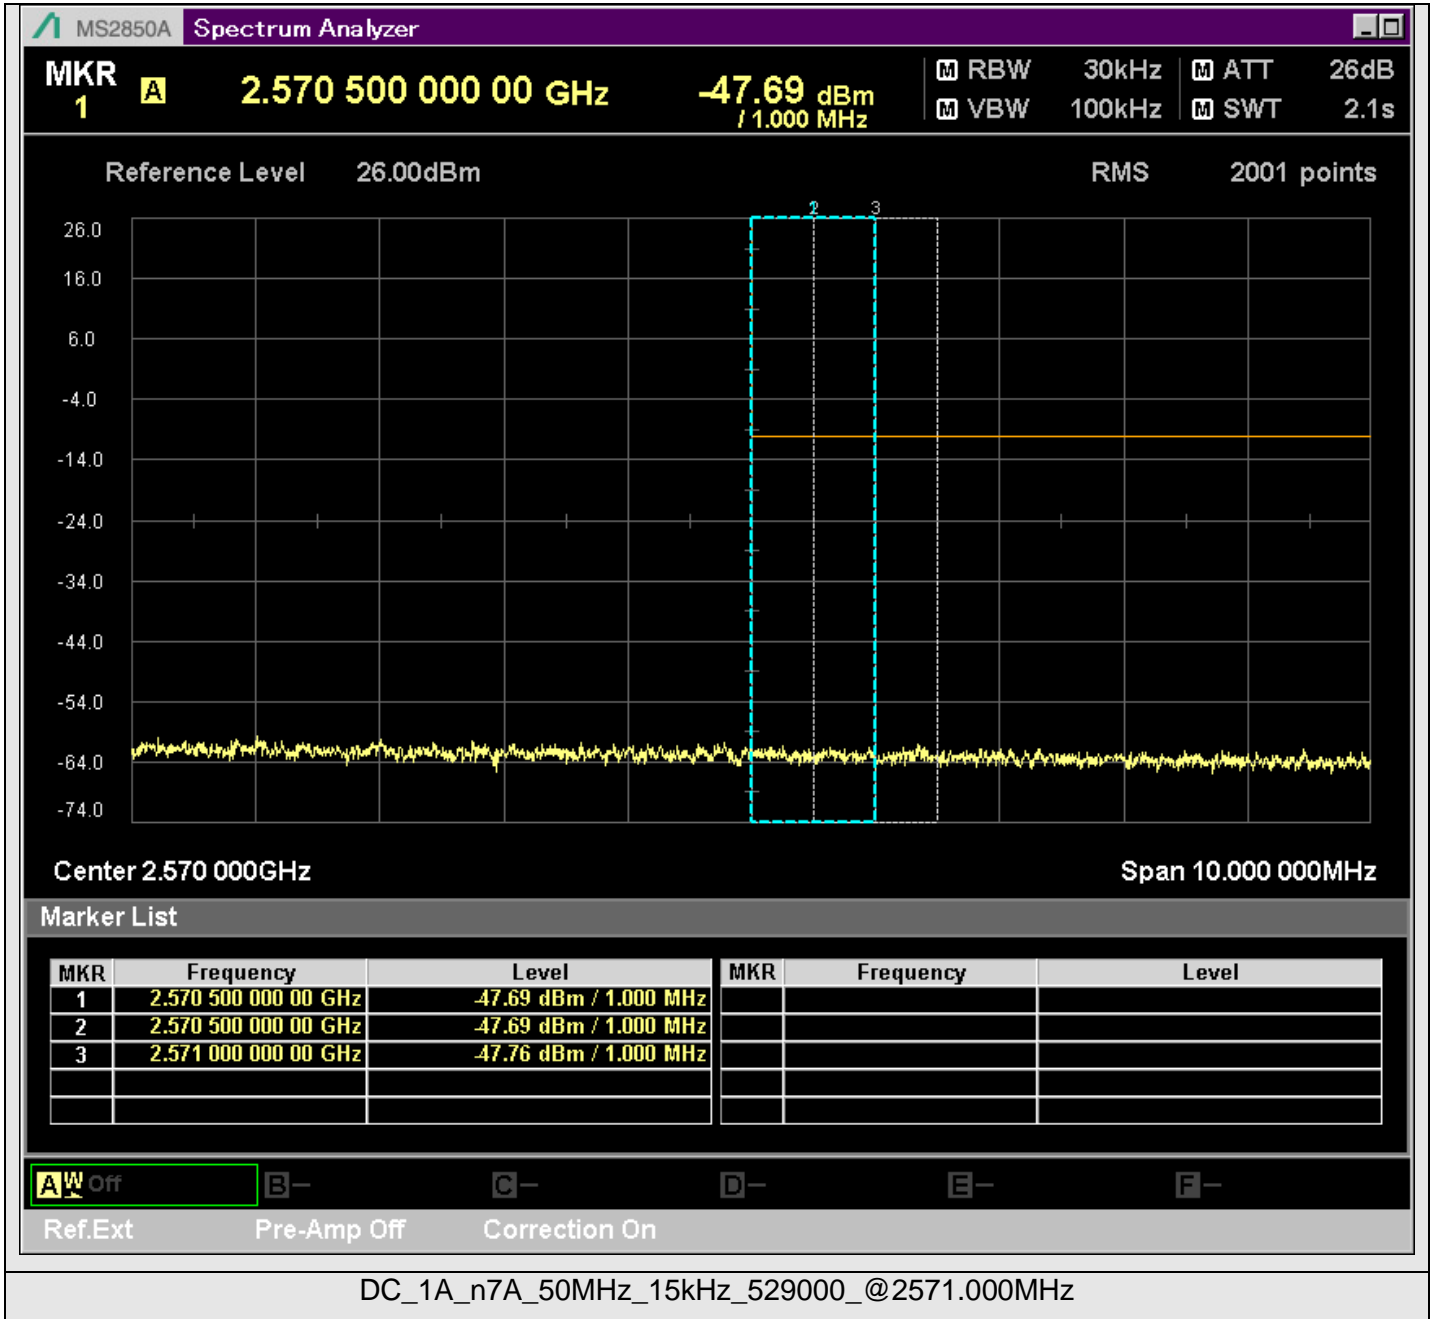 MS2850A Spectrum Analyzer
MKR 1 A 2.570 500 000 00 GHz -47.69 dBm / 1.000 MHz
M RBW 30kHz M ATT 26dB
M VBW 100kHz M SWT 2.1s
Reference Level 26.00dBm RMS 2001 points
2 3
26.0
16.0
6.0
-4.0
-14.0
-24.0
-34.0
-44.0
-54.0
-64.0
-74.0
Center 2.570 000GHz Span 10.000 000MHz
Marker List
MKR Frequency Level MKR Frequency Level
1 2.570 500 000 00 GHz -47.69 dBm / 1.000 MHz
2 2.570 500 000 00 GHz -47.69 dBm / 1.000 MHz
3 2.571 000 000 00 GHz -47.76 dBm / 1.000 MHz
A W Off B – C – D – E – F –
Ref.Ext Pre-Amp Off Correction On
DC_1A_n7A_50MHz_15kHz_529000_@2571.000MHz